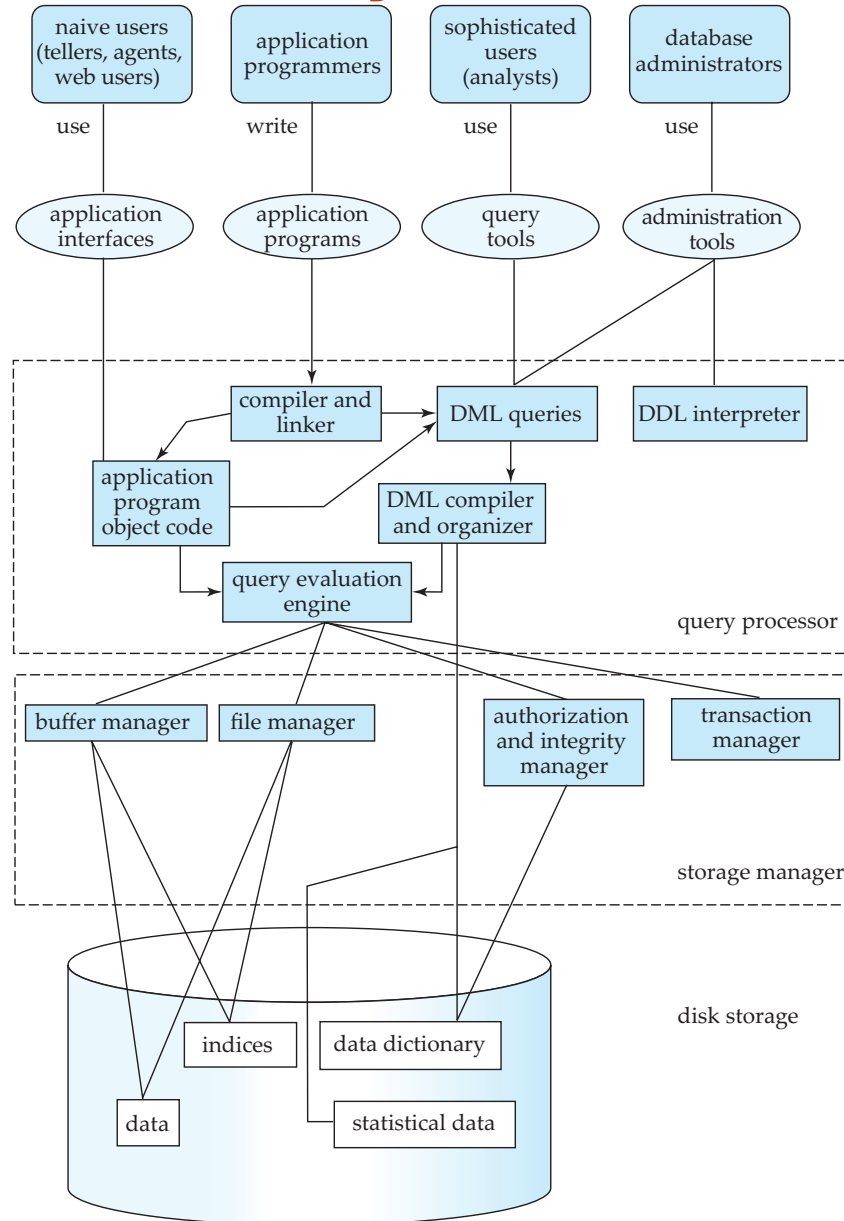 naive users
(tellers, agents,
web users)
application
programmers
sophisticated
users
(analysts)
database
administrators
use
write
use
use
application
interfaces
application
programs
query
tools
administration
tools
compiler and
linker
DML queries
DDL interpreter
application
program
object code
DML compiler
and organizer
query evaluation
engine
query processor
buffer manager
file manager
authorization
and integrity
manager
transaction
manager
storage manager
disk storage
indices
data dictionary
data
statistical data